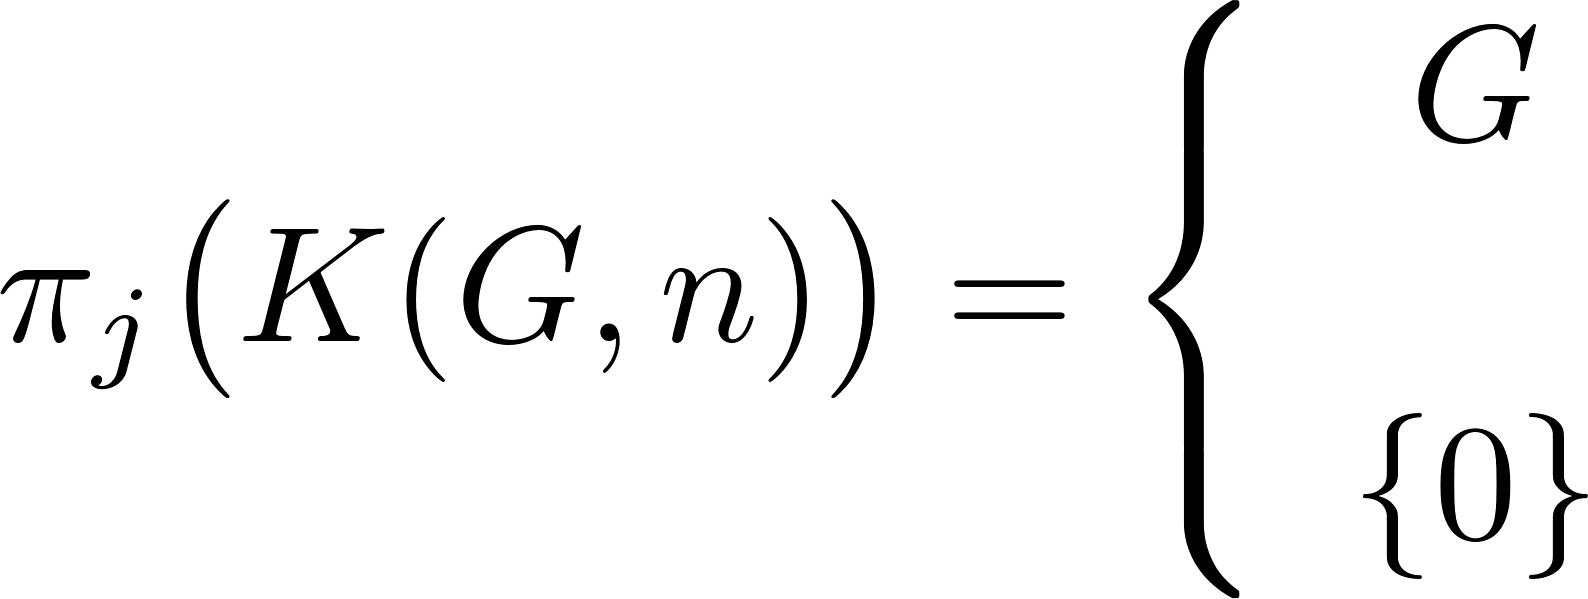 G
π_j (K(G, n)) = {
{0}